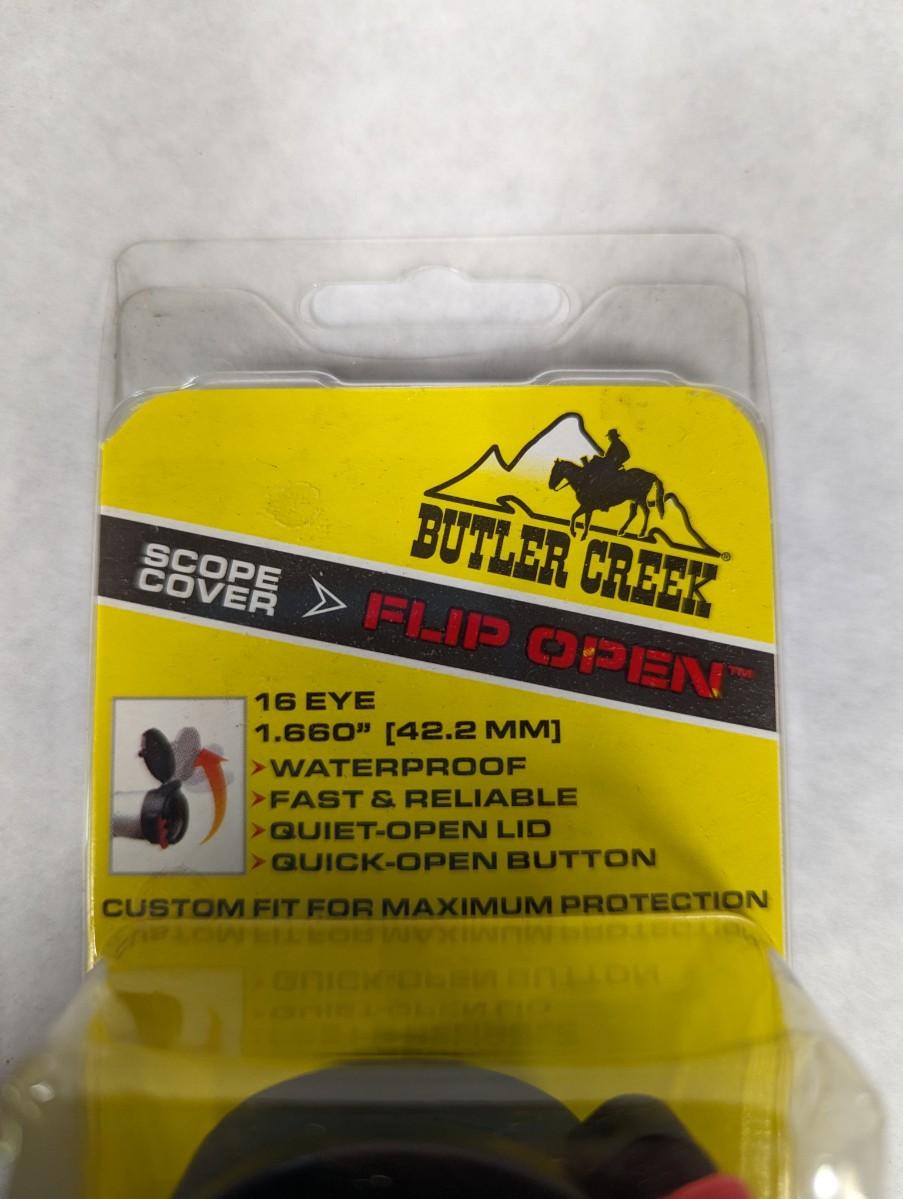 BUTLER CREEK®
SCOPE
COVER
FLIP OPEN™
16 EYE
1.660” [42.2 MM]
WATERPROOF
FAST & RELIABLE
QUIET-OPEN LID
QUICK-OPEN BUTTON
CUSTOM FIT FOR MAXIMUM PROTECTION